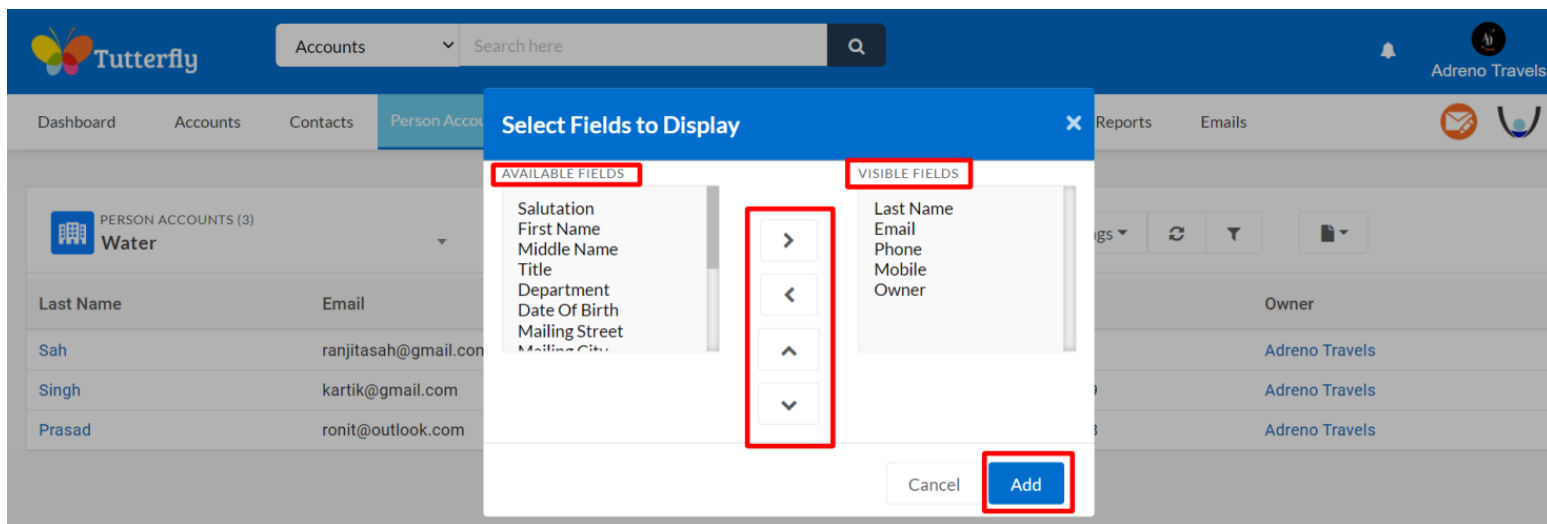 Tutterfly
Accounts
Search here
Adreno Travels
Dashboard Accounts Contacts Person Accou
Reports Emails
Select Fields to Display
AVAILABLE FIELDS
Salutation
First Name
Middle Name
Title
Department
Date Of Birth
Mailing Street
Mailing City
VISIBLE FIELDS
Last Name
Email
Phone
Mobile
Owner
Cancel Add
PERSON ACCOUNTS (3)
Water
Last Name Email Owner
Sah ranjitasah@gmail.com Adreno Travels
Singh kartik@gmail.com Adreno Travels
Prasad ronit@outlook.com Adreno Travels